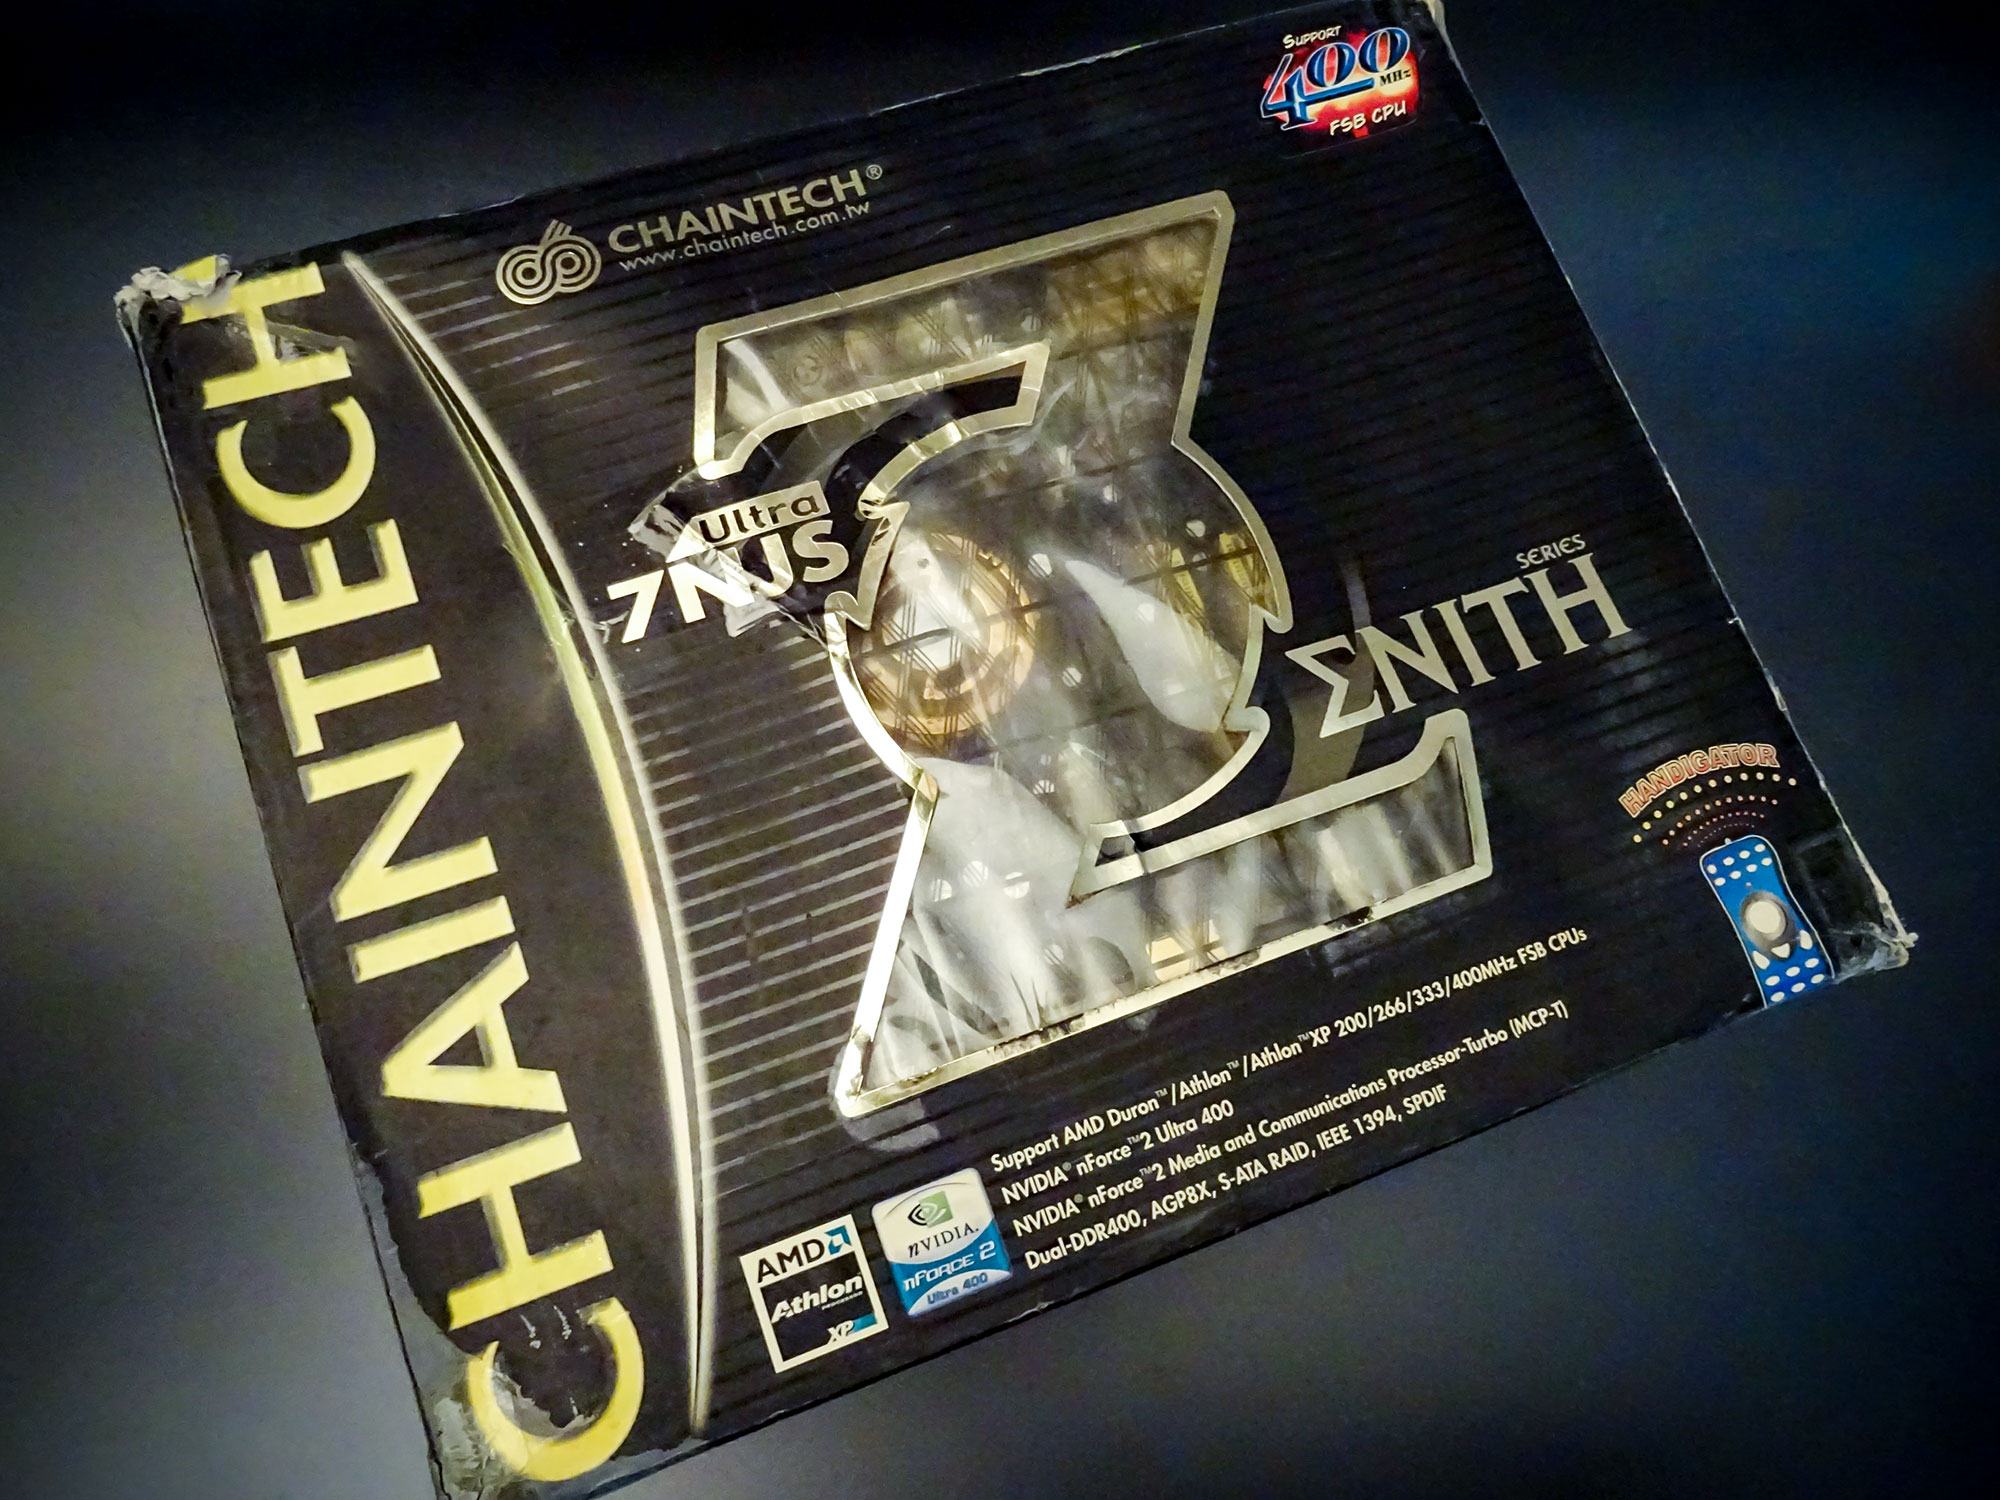 SUPPORT
400 MHz
FSB CPU
CHAINTECH®
www.chaintech.com.tw
CHAINTECH
Ultra
7NJS
SERIES
ΣNITH
HANDIGATOR
Support AMD Duron™/Athlon™/Athlon™XP 200/266/333/400MHz FSB CPUs
NVIDIA® nForce™2 Ultra 400
NVIDIA® nForce™2 Media and Communications Processor-Turbo (MCP-T)
Dual-DDR400, AGP8X, S-ATA RAID, IEEE 1394, SPDIF
AMD
Athlon
PROCESSOR
XP
nVIDIA.
nFORCE 2
Ultra 400